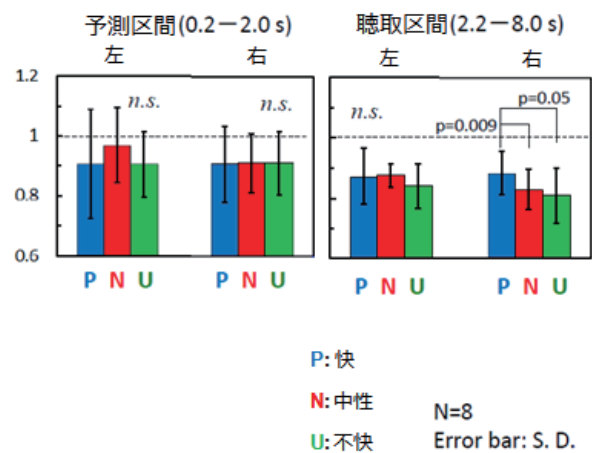 予測区間(0.2－2.0 s)
左
右
聴取区間(2.2－8.0 s)
左
右
1.2
1
0.8
0.6
n.s.
n.s.
n.s.
p=0.05
p=0.009
P N U
P N U
P N U
P N U
P: 快
N: 中性
U: 不快
N=8
Error bar: S. D.